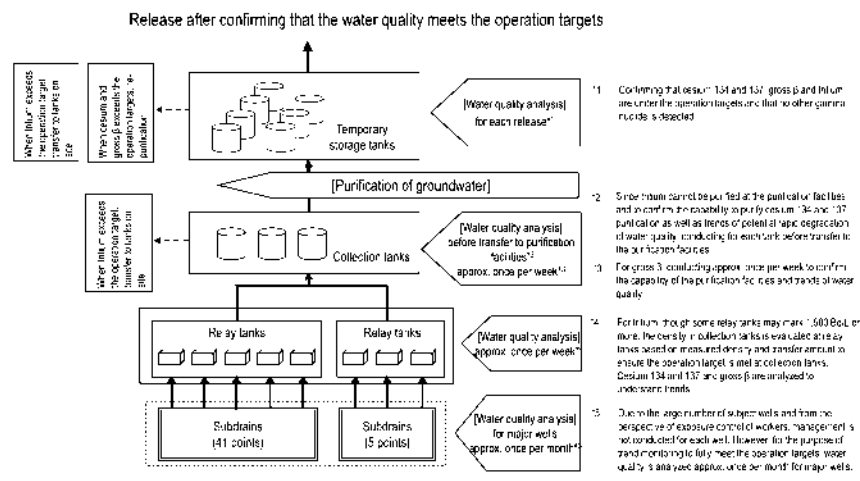 Release after confirming that the water quality meets the operation targets
When tritium exceeds
the operation target
transfer to tanks on
site
When cesium and
gross β exceeds the
operation targets, re-
purification
Temporary
storage tanks
[Water quality analysis]
for each release*1
*1 Confirming that cesium 134 and 137, gross β and tritium
are under the operation targets and that no other gamma
nuclide is detected
[Purification of groundwater]
When tritium exceeds
the operation target,
transfer to tanks on
site
Collection tanks
[Water quality analysis]
before transfer to purification
facilities*2
approx. once per week*3
*2 Since tritium cannot be purified at the purification facilities
and to confirm the capability to purify cesium 134 and 137
purification as well as trends of potential rapid degradation
of water quality, conducting for each tank before transfer to
the purification facilities
*3 For gross β, conducting approx. once per week to confirm
the capability of the purification facilities and trends of water
quality
Relay tanks
Relay tanks
[Water quality analysis]
approx. once per week*4
*4 For tritium, though some relay tanks may mark 1,500 Bq/L or
more, the density in collection tanks is evaluated at relay
tanks based on measured density and transfer amount to
ensure the operation target is met at collection tanks.
Cesium 134 and 137 and gross β are analyzed to
understand trends
Subdrains
(41 points)
Subdrains
(5 points)
[Water quality analysis]
for major wells
approx. once per month*5
*5 Due to the large number of subject wells and from the
perspective of exposure control of workers, management is
not conducted for each well. However, for the purpose of
trend monitoring to fully meet the operation targets, water
quality is analyzed approx. once per month for major wells.